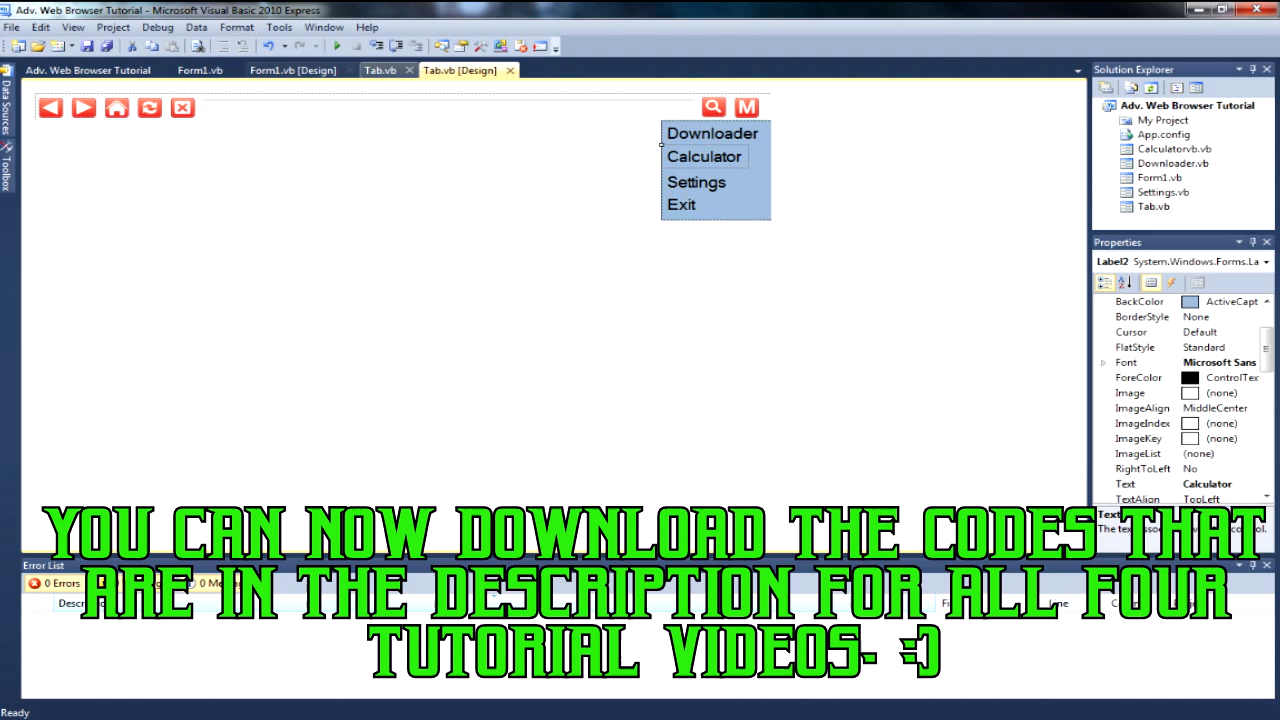 Adv. Web Browser Tutorial - Microsoft Visual Basic 2010 Express
File Edit View Project Debug Data Format Tools Window Help
Adv. Web Browser Tutorial Form1.vb Form1.vb [Design] Tab.vb Tab.vb [Design]
Data Sources
Toolbox
M
Downloader
Calculator
Settings
Exit
Solution Explorer
Adv. Web Browser Tutorial
My Project
App.config
Calculatorvb.vb
Downloader.vb
Form1.vb
Settings.vb
Tab.vb
Properties
Label2 System.Windows.Forms.La
BackColor ActiveCapt
BorderStyle None
Cursor Default
FlatStyle Standard
Font Microsoft Sans
ForeColor ControlTex
Image (none)
ImageAlign MiddleCenter
ImageIndex (none)
ImageKey (none)
ImageList (none)
RightToLeft No
Text Calculator
TextAlign TopLeft
YOU CAN NOW DOWNLOAD THE CODES THAT
ARE IN THE DESCRIPTION FOR ALL FOUR
TUTORIAL VIDEOS. :)
Error List
0 Errors
Ready